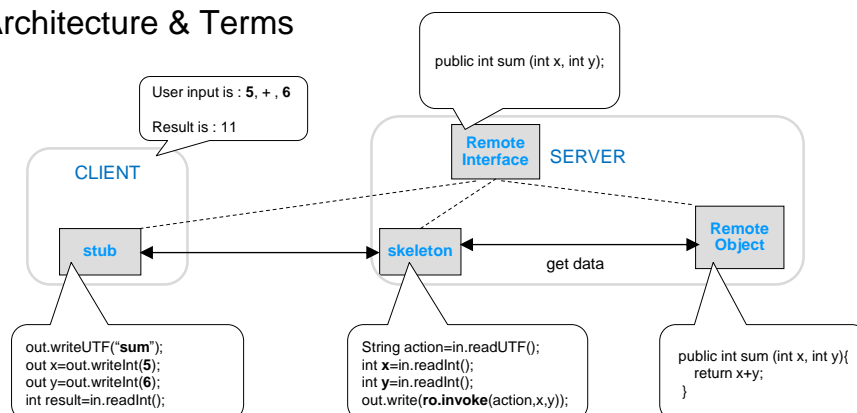 Architecture & Terms
public int sum (int x, int y);
User input is : 5, + , 6
Result is : 11
CLIENT
Remote
Interface
SERVER
stub
skeleton
get data
Remote
Object
out.writeUTF(“sum”);
out x=out.writeInt(5);
out y=out.writeInt(6);
int result=in.readInt();
String action=in.readUTF();
int x=in.readInt();
int y=in.readInt();
out.write(ro.invoke(action,x,y));
public int sum (int x, int y){
return x+y;
}